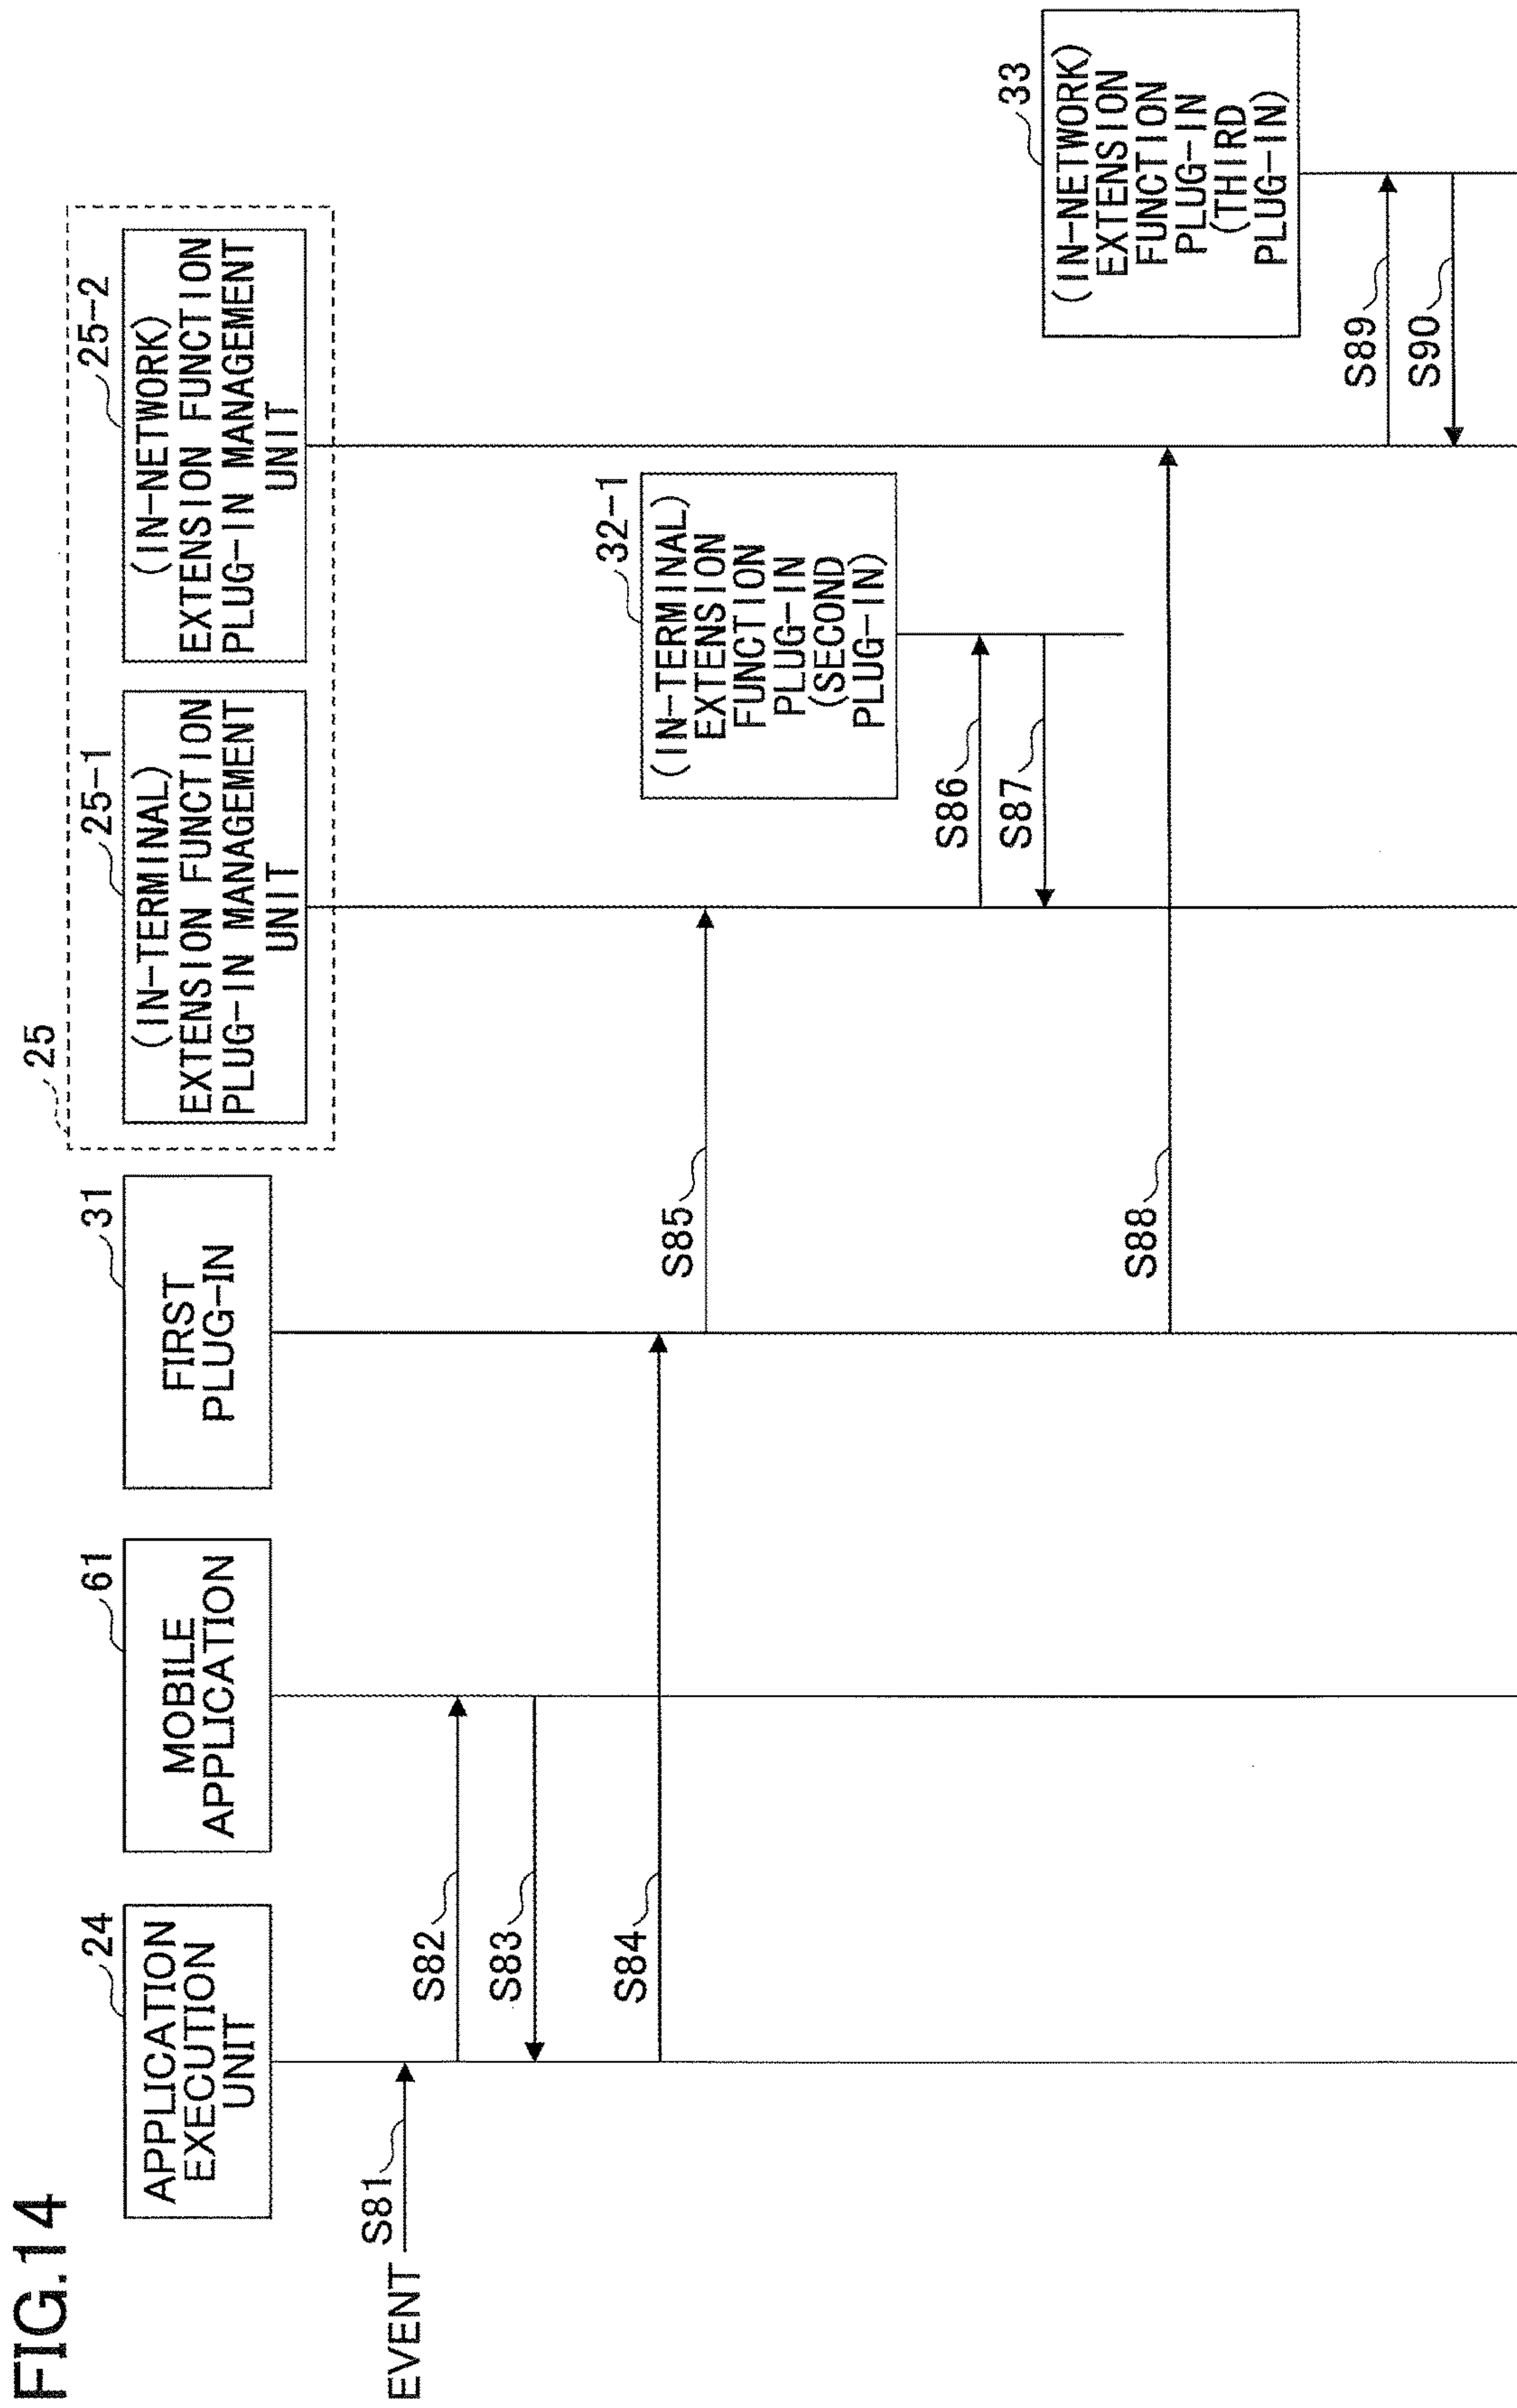 FIG.14
24
APPLICATION
EXECUTION
UNIT
61
MOBILE
APPLICATION
31
FIRST
PLUG-IN
25
25-1
(IN-TERMINAL)
EXTENSION FUNCTION
PLUG-IN MANAGEMENT
UNIT
25-2
(IN-NETWORK)
EXTENSION FUNCTION
PLUG-IN MANAGEMENT
UNIT
EVENT
S81
S82
S83
S84
S85
32-1
(IN-TERMINAL)
EXTENSION
FUNCTION
PLUG-IN
(SECOND
PLUG-IN)
S86
S87
S88
33
(IN-NETWORK)
EXTENSION
FUNCTION
PLUG-IN
(THIRD
PLUG-IN)
S89
S90